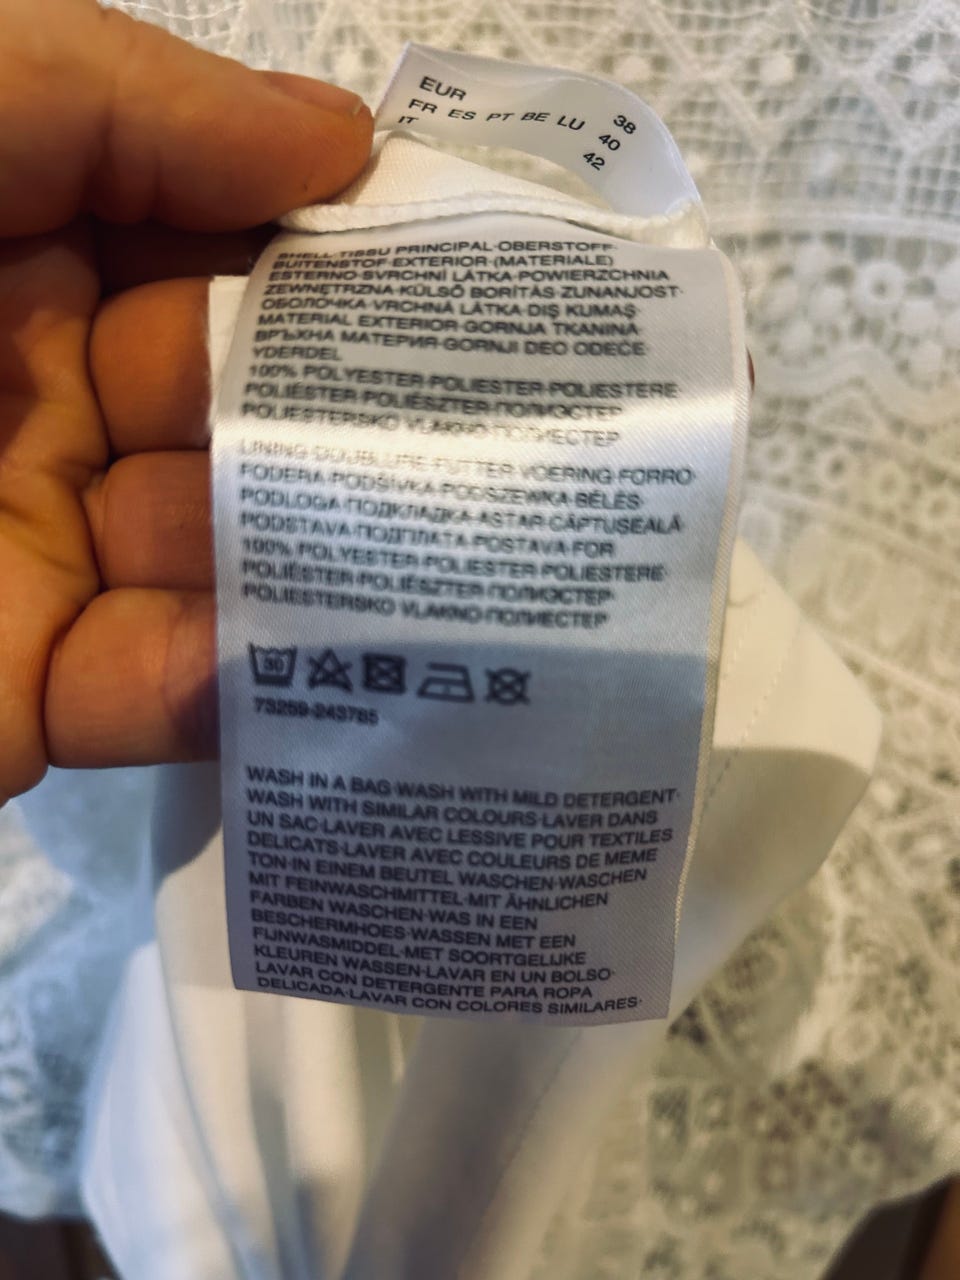 EUR 38
FR ES PT BE LU 40
IT 42
SHELL·TISSU PRINCIPAL·OBERSTOFF·
BUITENSTOF·EXTERIOR·(MATERIALE)
ESTERNO·SVRCHNÍ LÁTKA·POWIERZCHNIA
ZEWNĘTRZNA·KÜLSŐ BORÍTÁS·ZUNANJOST·
ОБОЛОЧКА·VRCHNÁ LÁTKA·DIŞ KUMAŞ·
MATERIAL EXTERIOR·GORNJA TKANINA·
ВРЪХНА МАТЕРИЯ·GORNJI DEO ODEĆE·
YDERDEL
100% POLYESTER·POLIESTER·POLIESTERE·
POLIÉSTER·POLIÉSZTER·ПОЛИЭСТЕР·
POLIESTERSKO VLAKNO·ПОЛИЕСТЕР
LINING·DOUBLURE·FUTTER·VOERING·FORRO·
FODERA·PODŠÍVKA·PODSZEWKA·BÉLÉS·
PODLOGA·ПОДКЛАДКА·ASTAR·CĂPTUŞEALĂ·
PODSTAVA·ПОДПЛАТА·POSTAVA·FOR
100% POLYESTER·POLIESTER·POLIESTERE·
POLIÉSTER·POLIÉSZTER·ПОЛИЭСТЕР·
POLIESTERSKO VLAKNO·ПОЛИЕСТЕР
30
73259-243785
WASH IN A BAG·WASH WITH MILD DETERGENT·
WASH WITH SIMILAR COLOURS·LAVER DANS
UN SAC·LAVER AVEC LESSIVE POUR TEXTILES
DELICATS·LAVER AVEC COULEURS DE MEME
TON·IN EINEM BEUTEL WASCHEN·WASCHEN
MIT FEINWASCHMITTEL·MIT ÄHNLICHEN
FARBEN WASCHEN·WAS IN EEN
BESCHERMHOES·WASSEN MET EEN
FIJNWASMIDDEL·MET SOORTGELIJKE
KLEUREN WASSEN·LAVAR EN UN BOLSO·
LAVAR CON DETERGENTE PARA ROPA
DELICADA·LAVAR CON COLORES SIMILARES·